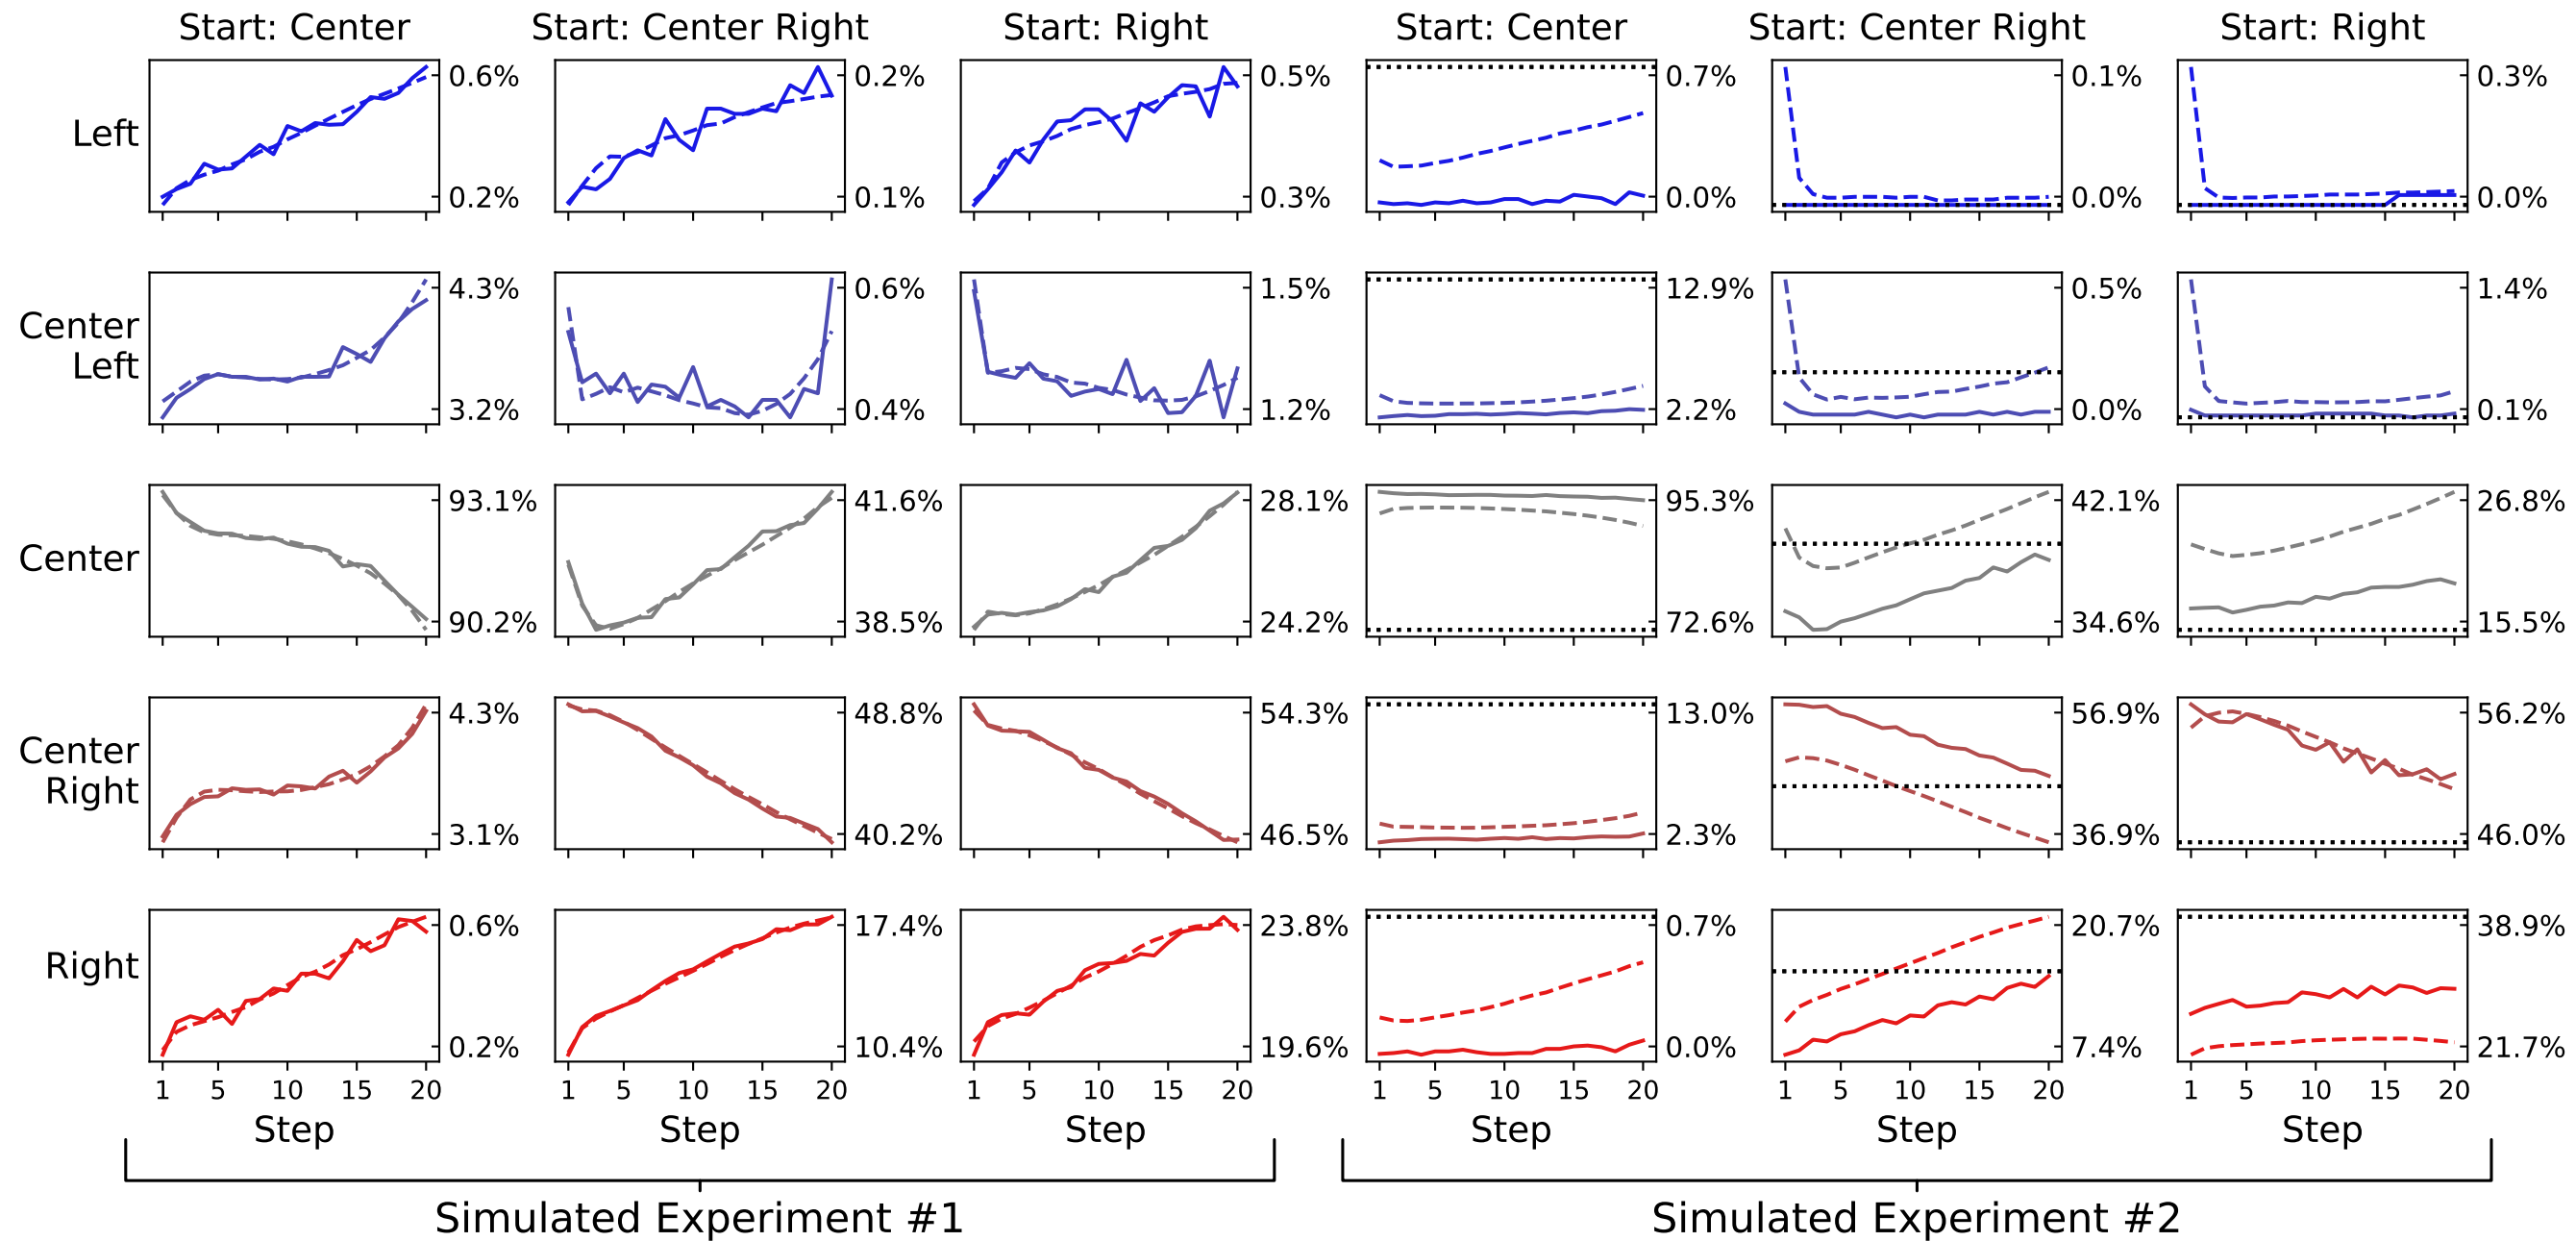 Start: Center Start: Center Right Start: Right Start: Center Start: Center Right Start: Right
Left
0.6% 0.2% 0.5% 0.7% 0.1% 0.3%
0.2% 0.1% 0.3% 0.0% 0.0% 0.0%
Center
Left
4.3% 0.6% 1.5% 12.9% 0.5% 1.4%
3.2% 0.4% 1.2% 2.2% 0.0% 0.1%
Center
93.1% 41.6% 28.1% 95.3% 42.1% 26.8%
90.2% 38.5% 24.2% 72.6% 34.6% 15.5%
Center
Right
4.3% 48.8% 54.3% 13.0% 56.9% 56.2%
3.1% 40.2% 46.5% 2.3% 36.9% 46.0%
Right
0.6% 17.4% 23.8% 0.7% 20.7% 38.9%
0.2% 10.4% 19.6% 0.0% 7.4% 21.7%
1 5 10 15 20 1 5 10 15 20 1 5 10 15 20 1 5 10 15 20 1 5 10 15 20 1 5 10 15 20
Step Step Step Step Step Step
Simulated Experiment #1 Simulated Experiment #2